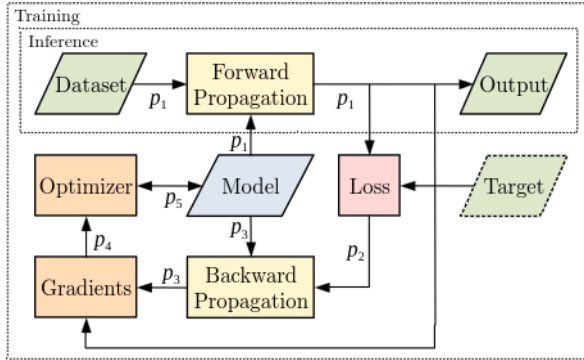 Training
Inference
Dataset
p₁
Forward
Propagation
p₁
Output
p₁
Optimizer
p₅
Model
Loss
Target
p₃
p₂
p₄
Gradients
p₃
Backward
Propagation